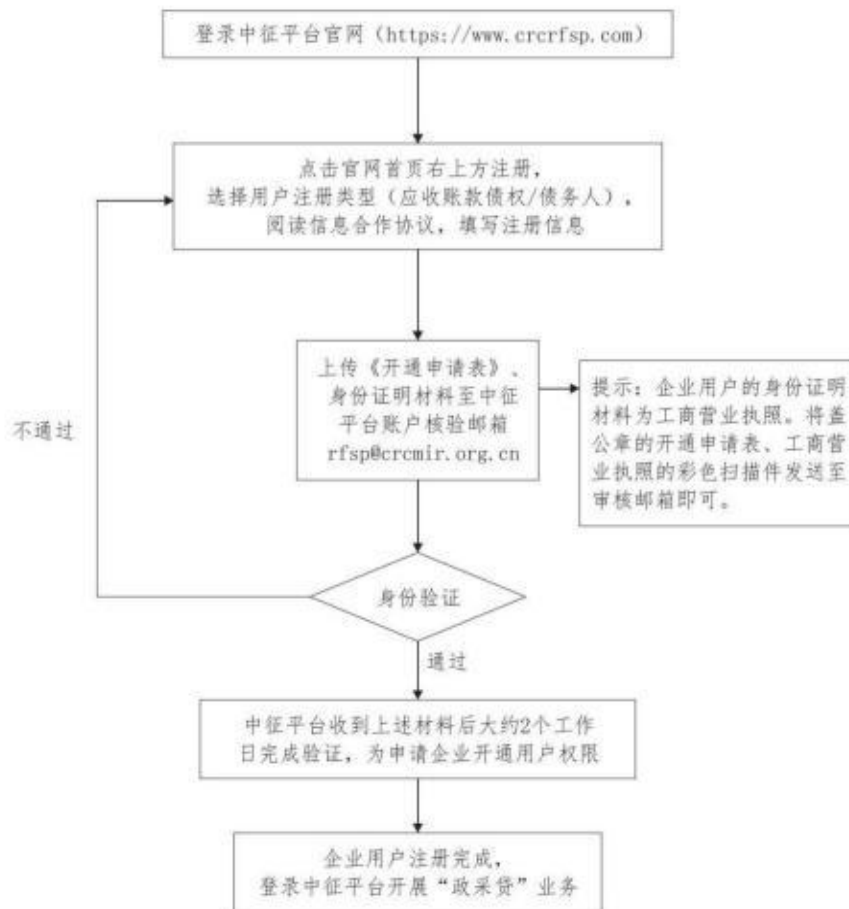 登录中征平台官网（https://www.crcrfsp.com）
点击官网首页右上方注册，
选择用户注册类型（应收账款债权/债务人），
阅读信息合作协议，填写注册信息
上传《开通申请表》、
身份证明材料至中征
平台账户核验邮箱
rfsp@crcmir.org.cn
提示：企业用户的身份证明
材料为工商营业执照。将盖
公章的开通申请表、工商营
业执照的彩色扫描件发送至
审核邮箱即可。
不通过
身份验证
通过
中征平台收到上述材料后大约2个工作
日完成验证，为申请企业开通用户权限
企业用户注册完成，
登录中征平台开展“政采贷”业务